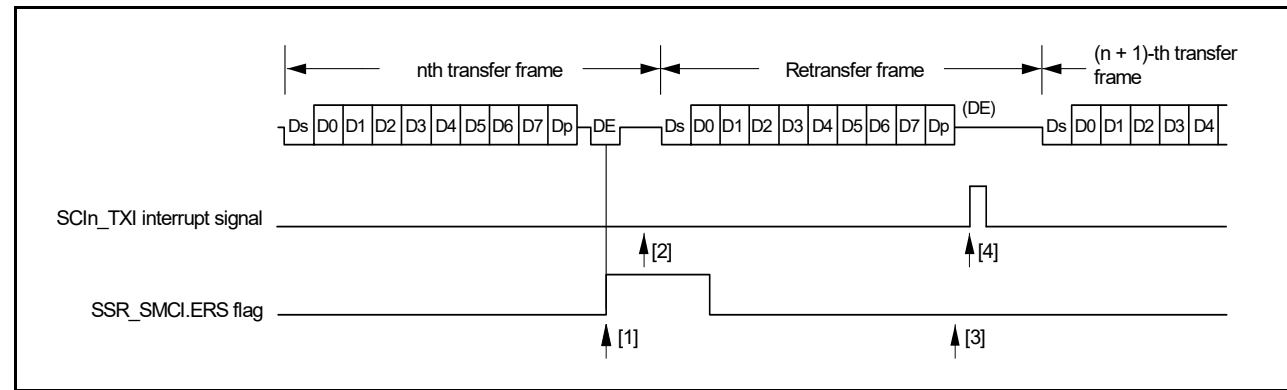 nth transfer frame
Retransfer frame
(n + 1)-th transfer
frame
Ds D0 D1 D2 D3 D4 D5 D6 D7 Dp DE Ds D0 D1 D2 D3 D4 D5 D6 D7 Dp (DE) Ds D0 D1 D2 D3 D4
SCIn_TXI interrupt signal
[2]
[4]
SSR_SMCI.ERS flag
[1]
[3]